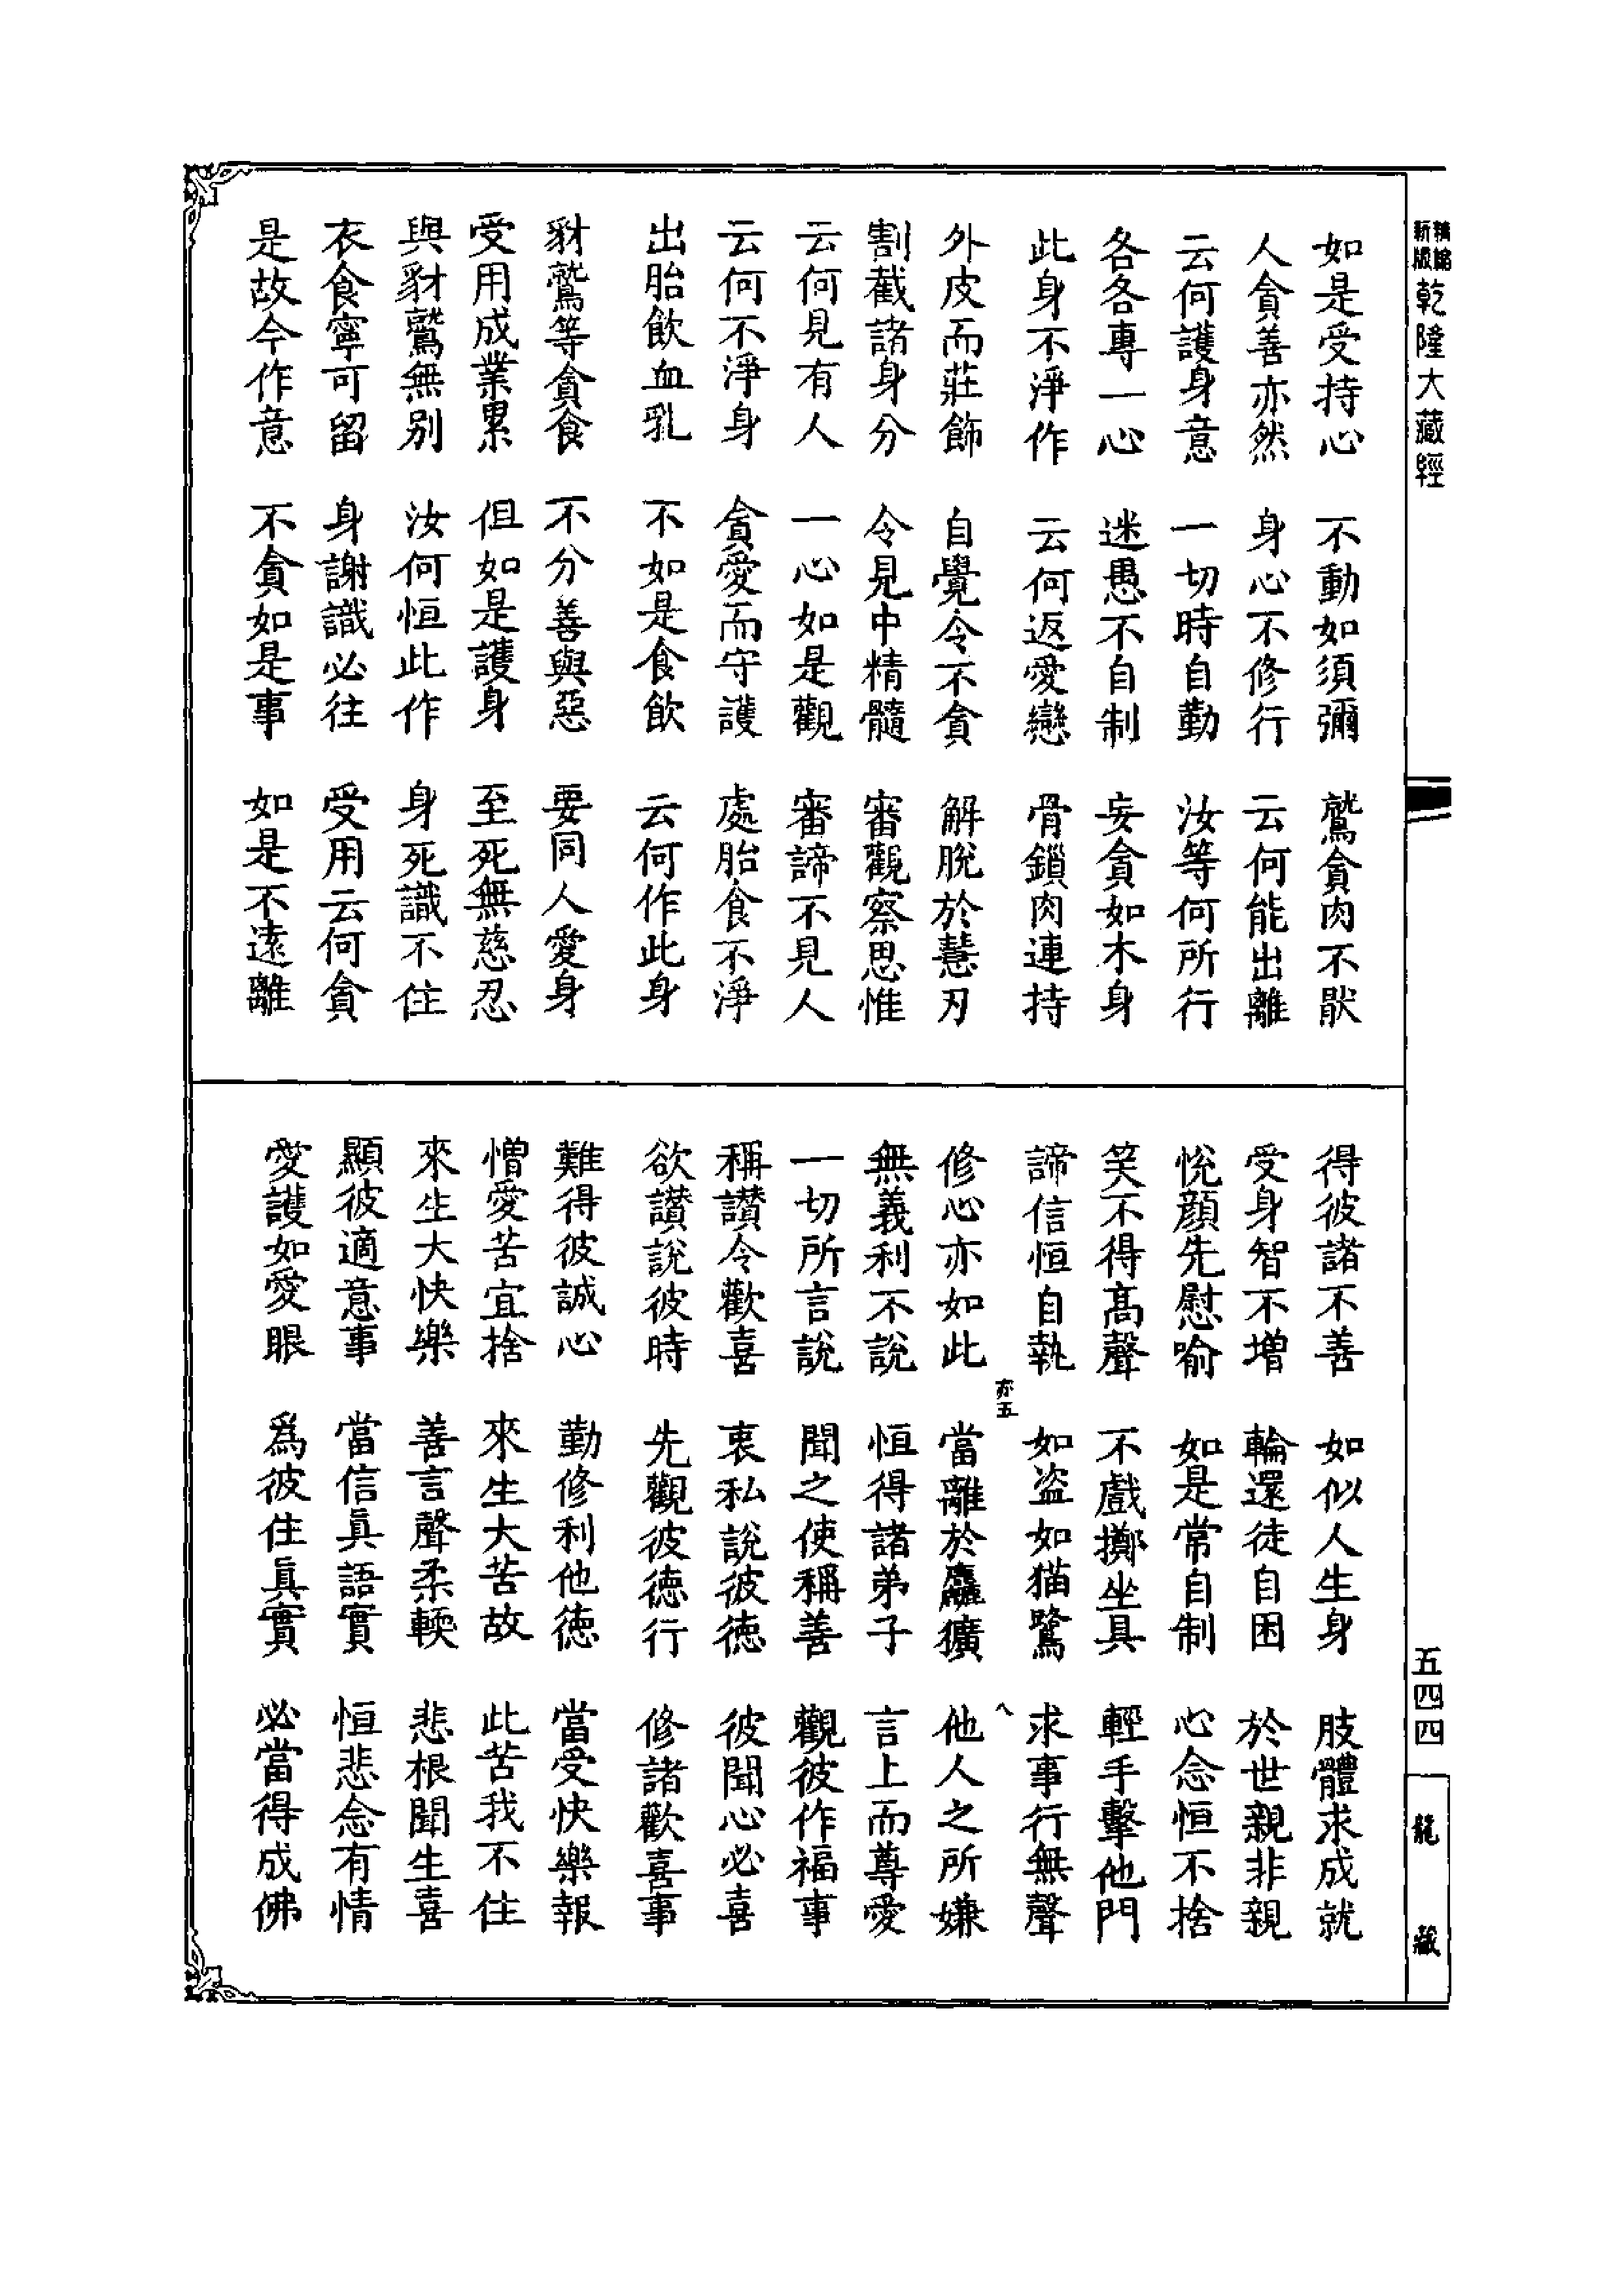 精編
新版
乾隆大藏經
五四四
龍藏
如是受持心　不動如須彌　鷲貪肉不猒
人貪善亦然　身心不修行　云何能出離
云何護身意　一切時自勤　汝等何所行
各各專一心　迷愚不自制　妄貪如木身
此身不淨作　云何返愛戀　骨鎖肉連持
外皮而莊飾　自覺令不貪　解脫於慧刃
割截諸身分　令見中精髓　審觀察思惟
云何見有人　一心如是觀　審諦不見人
云何不淨身　貪愛而守護　處胎食不淨
出胎飲血乳　不如是食飲　云何作此身
豺鷲等貪食　不分善與惡　要同人愛身
受用成業累　但如是護身　至死無慈忍
與豺鷲無別　汝何恒此作　身死識不住
衣食寧可留　身謝識必往　受用云何貪
是故今作意　不貪如是事　如是不遠離
得彼諸不善　如似人生身　肢體求成就
受身智不增　輪還徒自困　於世親非親
悅顏先慰喻　如是常自制　心念恒不捨
笑不得高聲　不戲擲坐具　輕手擊他門
諦信恒自執　如盜如猫鷺　求事行無聲
亦五
八
修心亦如此　當離於麤獷　他人之所嫌
無義利不說　恒得諸弟子　言上而尊愛
一切所言說　聞之使稱善　觀彼作福事
稱讚令歡喜　衷私說彼德　彼聞心必喜
欲讚說彼時　先觀彼德行　修諸歡喜事
難得彼誠心　勤修利他德　當受快樂報
憎愛苦宜捨　來生大苦故　此苦我不住
來生大快樂　善言聲柔輭　悲根聞生喜
顯彼適意事　當信真語實　恒悲念有情
愛護如愛眼　爲彼住真實　必當得成佛